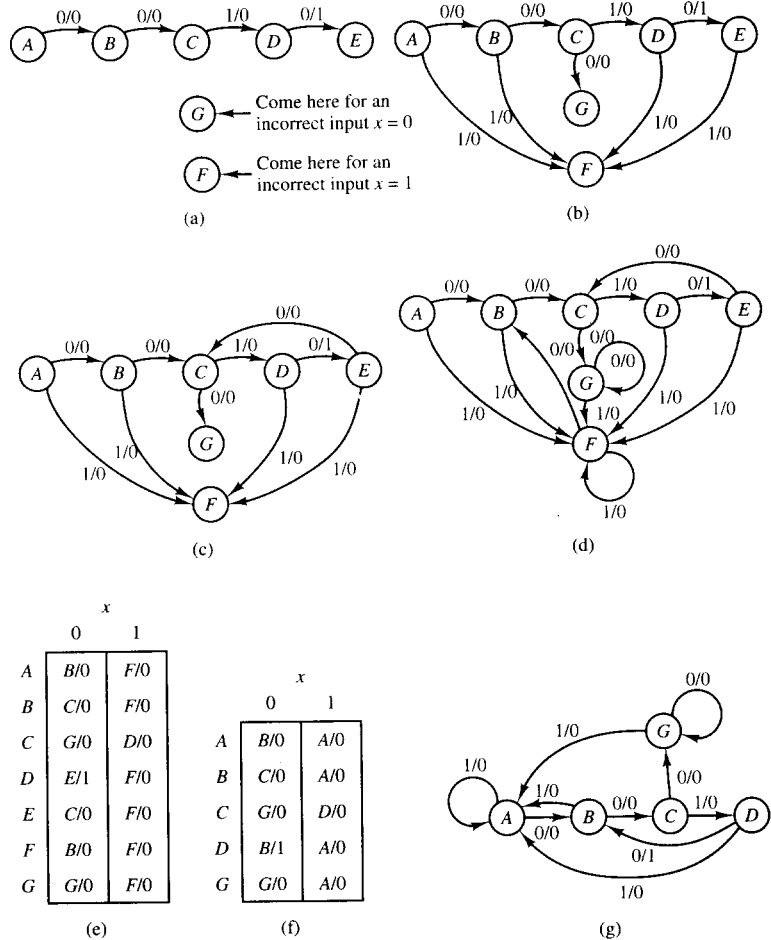 0/0 0/0 1/0 0/1
A B C D E
G Come here for an
incorrect input x = 0
F Come here for an
incorrect input x = 1
(a)
0/0 0/0 1/0 0/1
A B C D E
0/0
G
1/0 1/0 1/0 1/0
F
(b)
0/0
0/0 0/0 1/0 0/1
A B C D E
0/0
G
1/0 1/0 1/0 1/0
F
(c)
0/0
0/0 0/0 1/0 0/1
A B C D E
0/0 0/0
G 0/0
1/0 1/0 1/0 1/0 1/0
F
1/0
(d)
x
0 1
A B/0 F/0
B C/0 F/0
C G/0 D/0
D E/1 F/0
E C/0 F/0
F B/0 F/0
G G/0 F/0
(e)
x
0 1
A B/0 A/0
B C/0 A/0
C G/0 D/0
D B/1 A/0
G G/0 A/0
(f)
0/0
1/0 G
1/0 1/0 0/0
0/0 1/0
A B C D
0/0 0/1
1/0
(g)